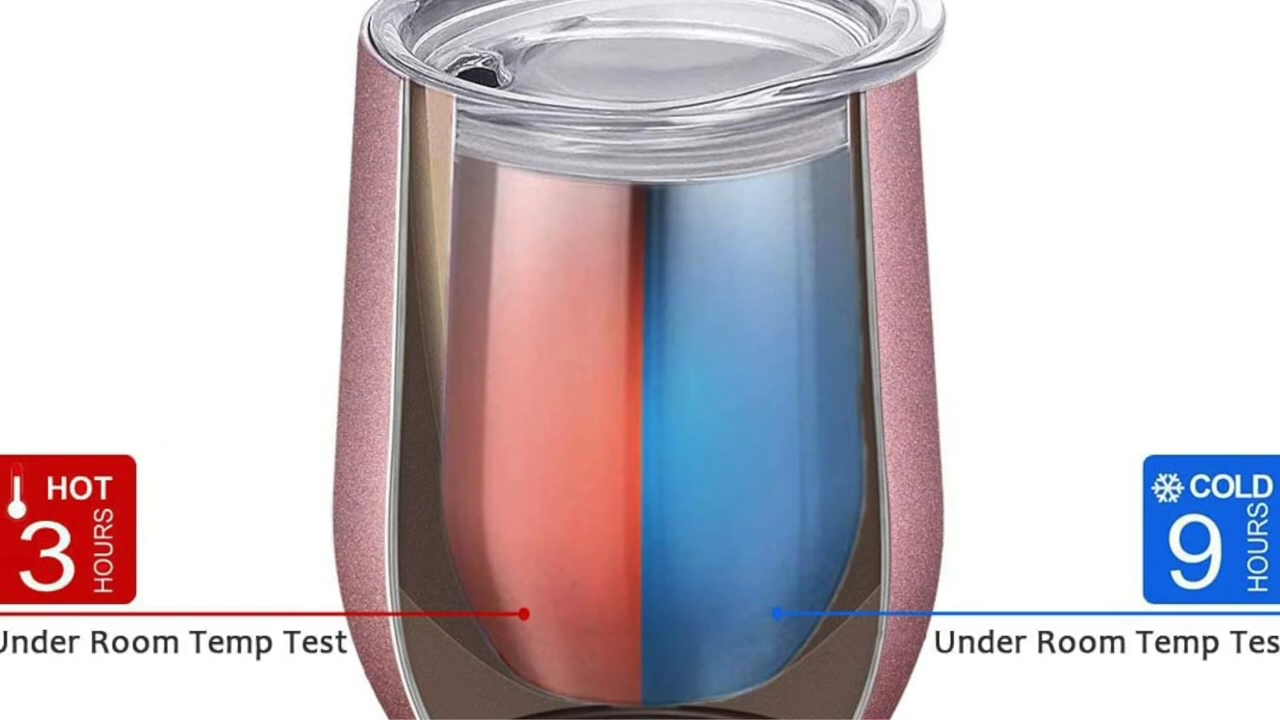 HOT
3 HOURS
Under Room Temp Test
COLD
9 HOURS
Under Room Temp Tes